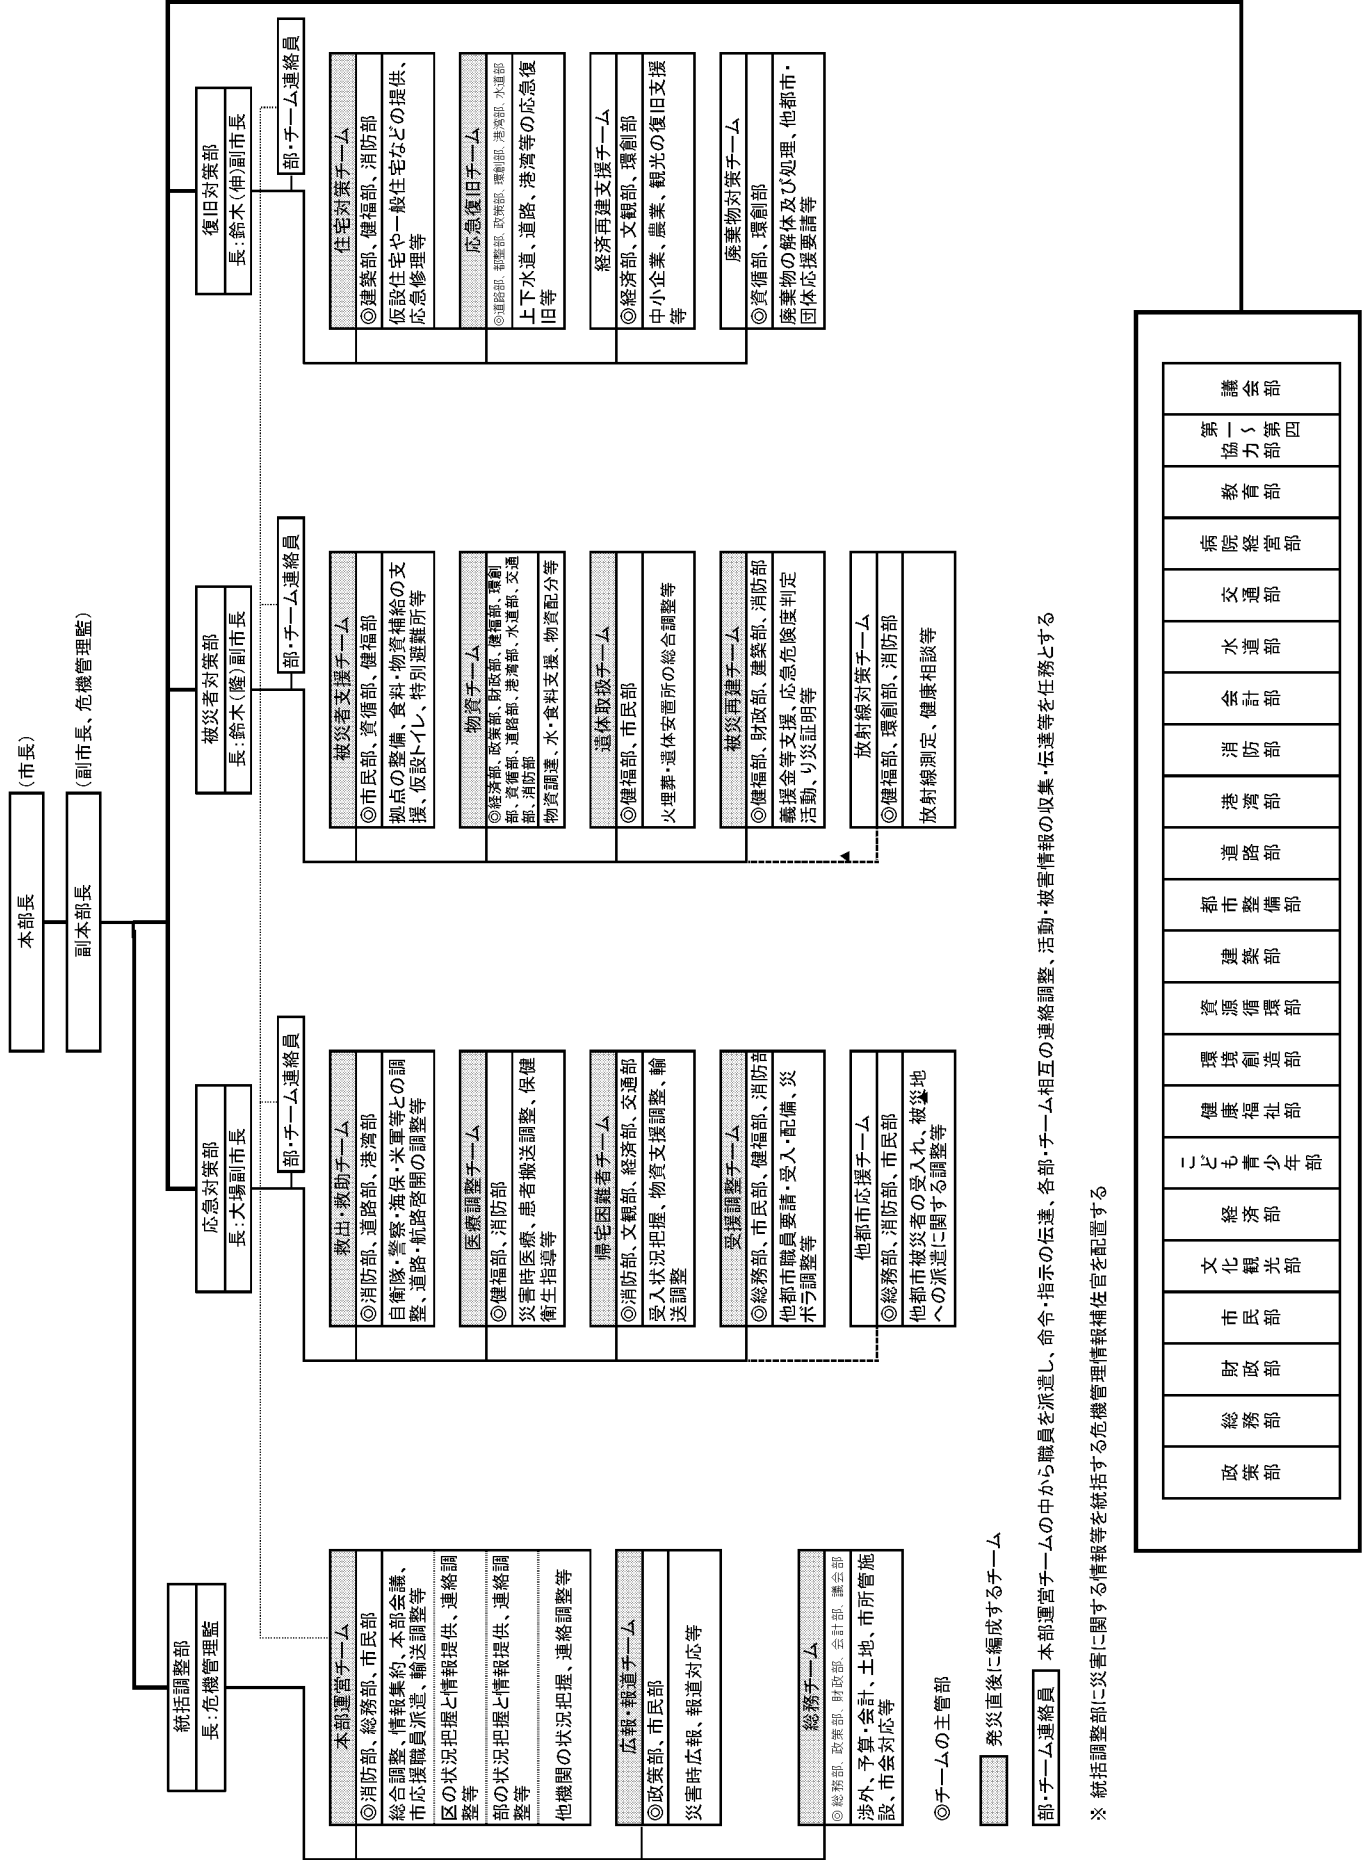 本部長
(市長)
副本部長
(副市長、危機管理監)
統括調整部
長:危機管理監
本部運営チーム
◎消防部、総務部、市民部
総合調整、情報集約、本部会議、
市応援職員派遣、輸送調整等
区の状況把握と情報提供、連絡調
整等
部の状況把握と情報提供、連絡調
整等
他機関の状況把握、連絡調整等
広報・報道チーム
◎政策部、市民部
災害時広報、報道対応等
総務チーム
◎総務部、政策部、財政部、会計部、議会部
渉外、予算・会計、土地、市所管施
設、市会対応等
応急対策部
長:大場副市長
部・チーム連絡員
救出・救助チーム
◎消防部、道路部、港湾部
自衛隊・警察・海保・米軍等との調
整、道路・航路啓開の調整等
医療調整チーム
◎健福部、消防部
災害時医療、患者搬送調整、保健
衛生指導等
帰宅困難者チーム
◎消防部、文観部、経済部、交通部
受入状況把握、物資支援調整、輸
送調整
受援調整チーム
◎総務部、市民部、健福部、消防部
他都市職員要請・受入・配備、災
ボラ調整等
他都市応援チーム
◎総務部、消防部、市民部
他都市被災者の受入れ、被災地
への派遣に関する調整等
被災者対策部
長:鈴木(隆)副市長
部・チーム連絡員
被災者支援チーム
◎市民部、資循部、健福部
拠点の整備、食料・物資補給の支
援、仮設トイレ、特別避難所等
物資チーム
◎経済部、政策部、財政部、健福部、環創
部、資循部、道路部、港湾部、水道部、交通
部、消防部
物資調達、水・食料支援、物資配分等
遺体取扱チーム
◎健福部、市民部
火埋葬・遺体安置所の総合調整等
被災再建チーム
◎健福部、財政部、建築部、消防部
義援金等支援、応急危険度判定
活動、り災証明等
放射線対策チーム
◎健福部、環創部、消防部
放射線測定、健康相談等
復旧対策部
長:鈴木(伸)副市長
部・チーム連絡員
住宅対策チーム
◎建築部、健福部、消防部
仮設住宅や一般住宅などの提供、
応急修理等
応急復旧チーム
◎道路部、都整部、政策部、環創部、港湾部、水道部
上下水道、道路、港湾等の応急復
旧等
経済再建支援チーム
◎経済部、文観部、環創部
中小企業、農業、観光の復旧支援
等
廃棄物対策チーム
◎資循部、環創部
廃棄物の解体及び処理、他都市・
団体応援要請等
◎チームの主管部
発災直後に編成するチーム
部・チーム連絡員
本部運営チームの中から職員を派遣し、命令・指示の伝達、各部・チーム相互の連絡調整、活動・被害情報の収集・伝達等を任務とする
※ 統括調整部に災害に関する情報等を統括する危機管理情報補佐官を配置する
政策部
総務部
財政部
市民部
文化観光部
経済部
こども青少年部
健康福祉部
環境創造部
資源循環部
建築部
都市整備部
道路部
港湾部
消防部
会計部
水道部
交通部
病院経営部
教育部
第一～第四
協力部
議会部